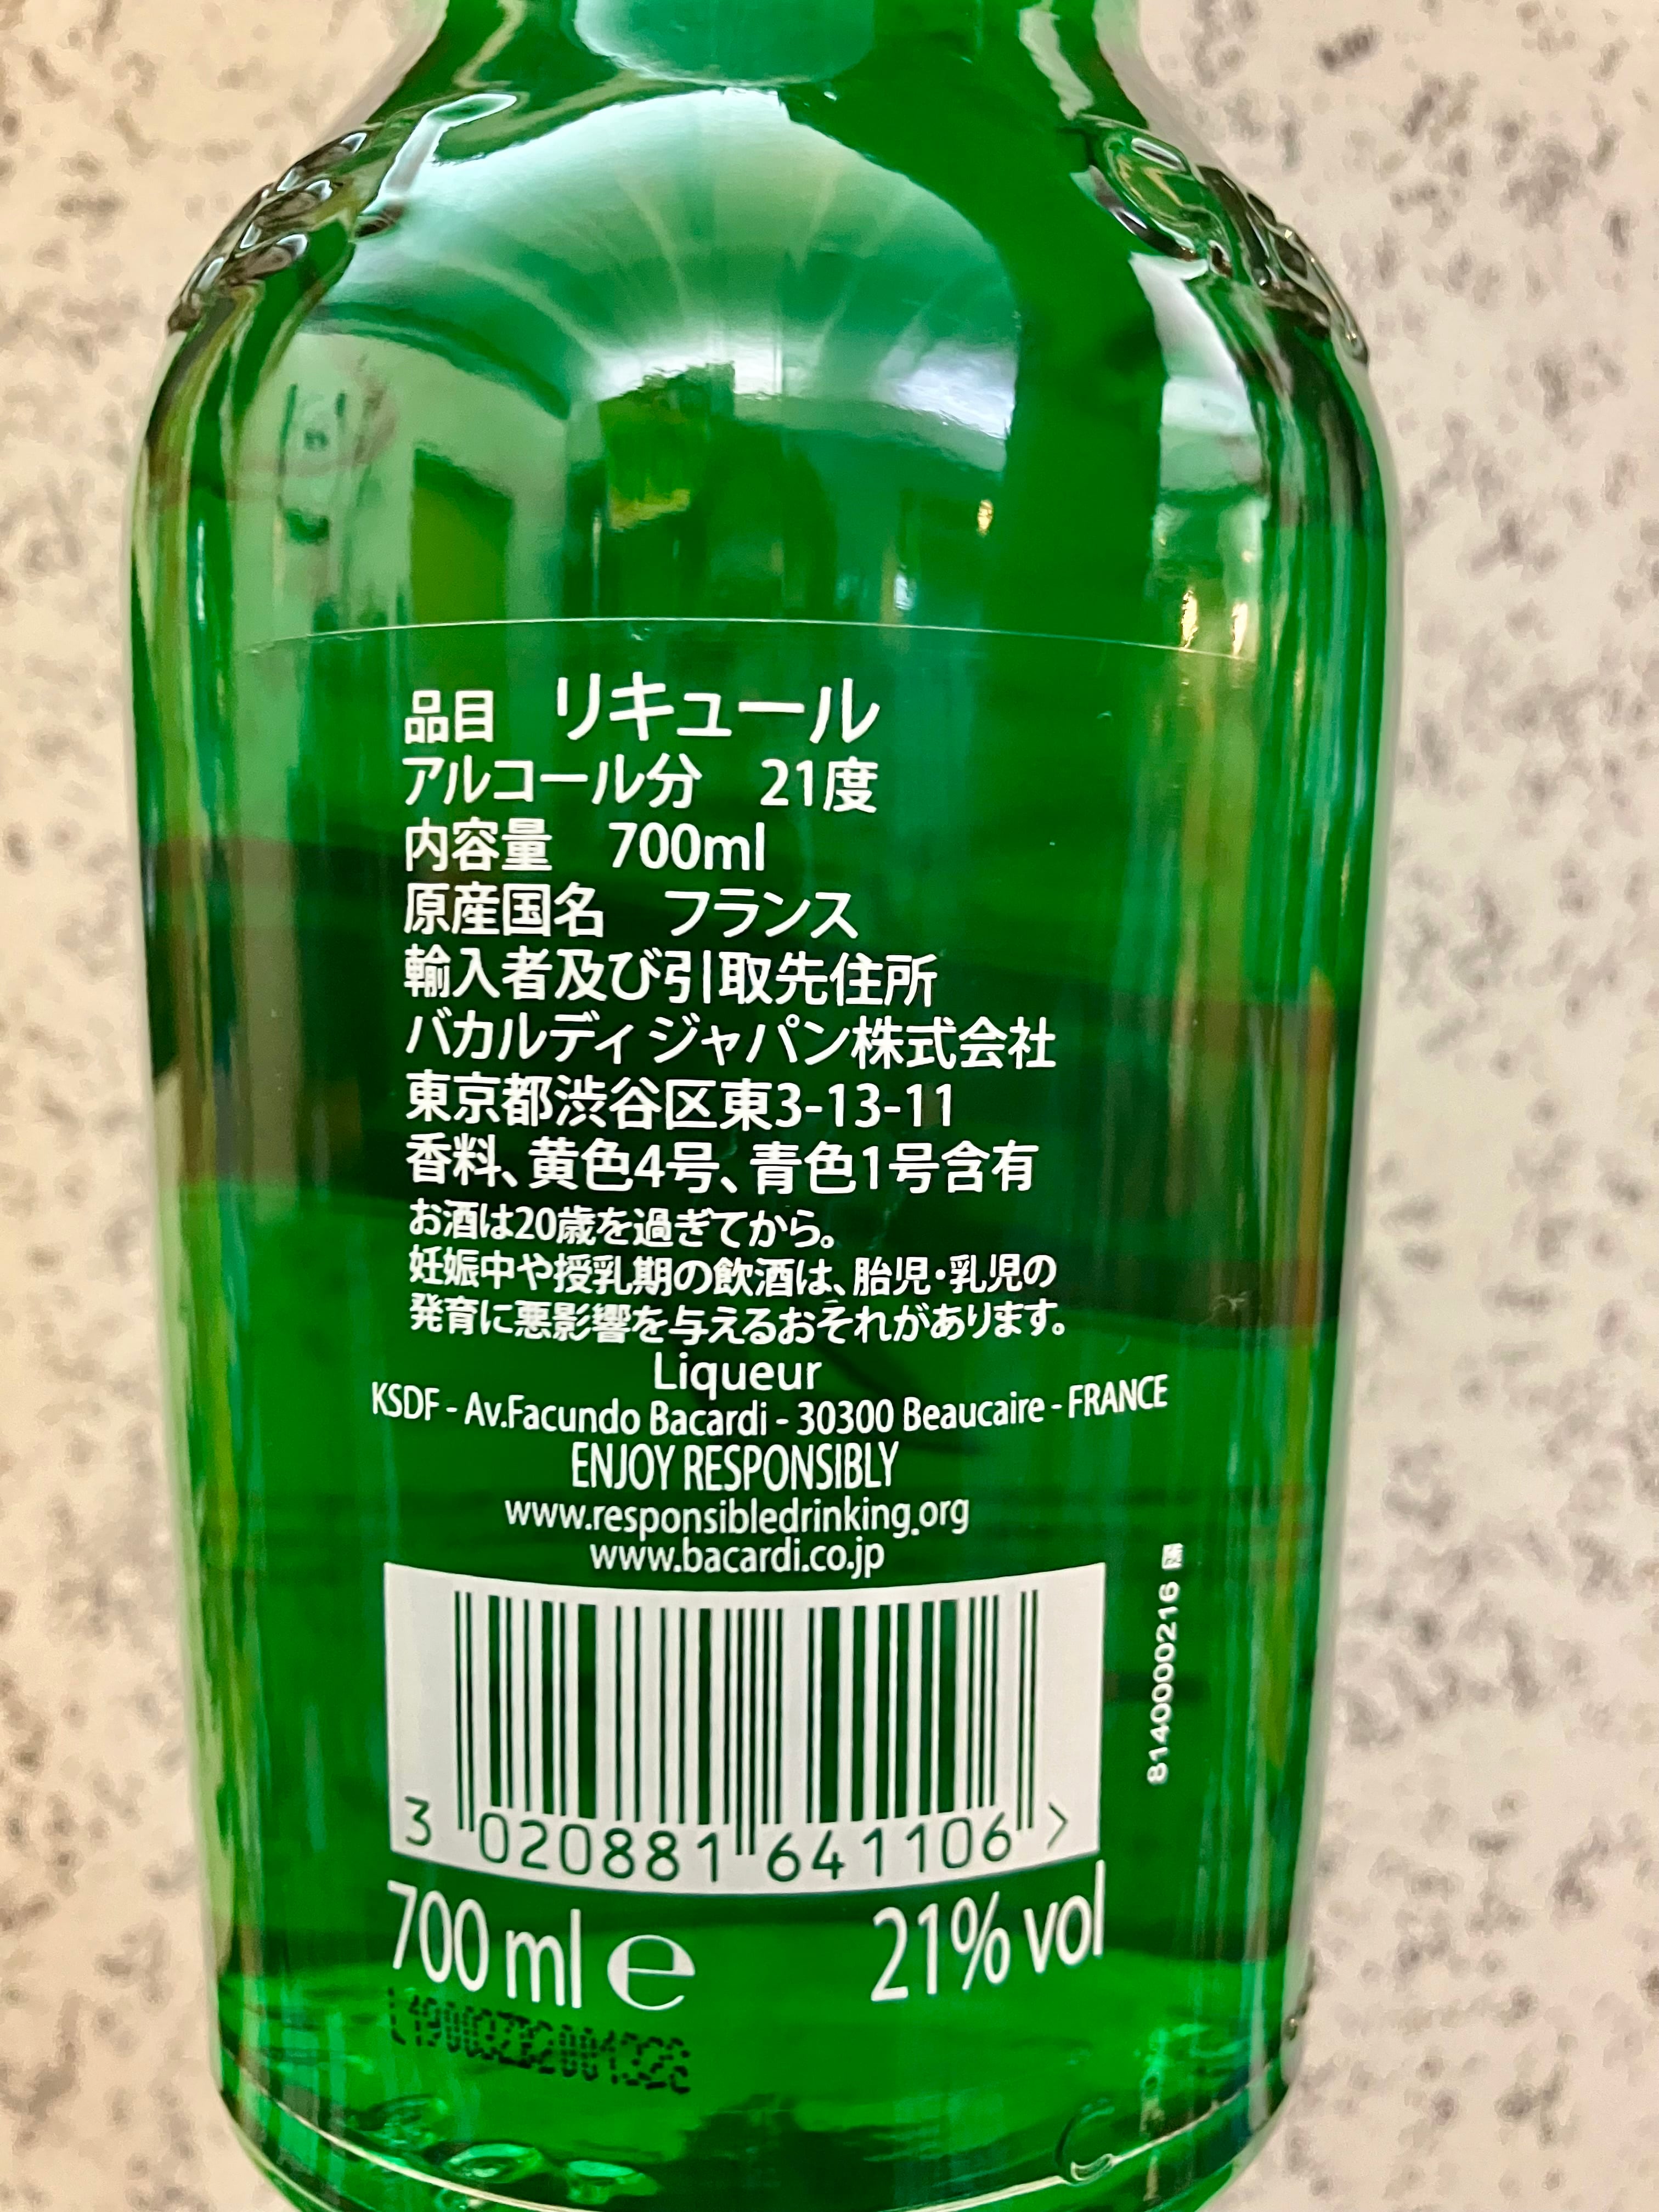 品目 リキュール
アルコール分 21度
内容量 700ml
原産国名 フランス
輸入者及び引取先住所
バカルディ ジャパン株式会社
東京都渋谷区東3-13-11
香料、黄色4号、青色1号含有
お酒は20歳を過ぎてから。
妊娠中や授乳期の飲酒は、胎児・乳児の
発育に悪影響を与えるおそれがあります。
Liqueur
KSDF - Av.Facundo Bacardi - 30300 Beaucaire - FRANCE
ENJOY RESPONSIBLY
www.responsibledrinking.org
www.bacardi.co.jp
8140000216
3 020881 641106 >
700 ml e 21% vol